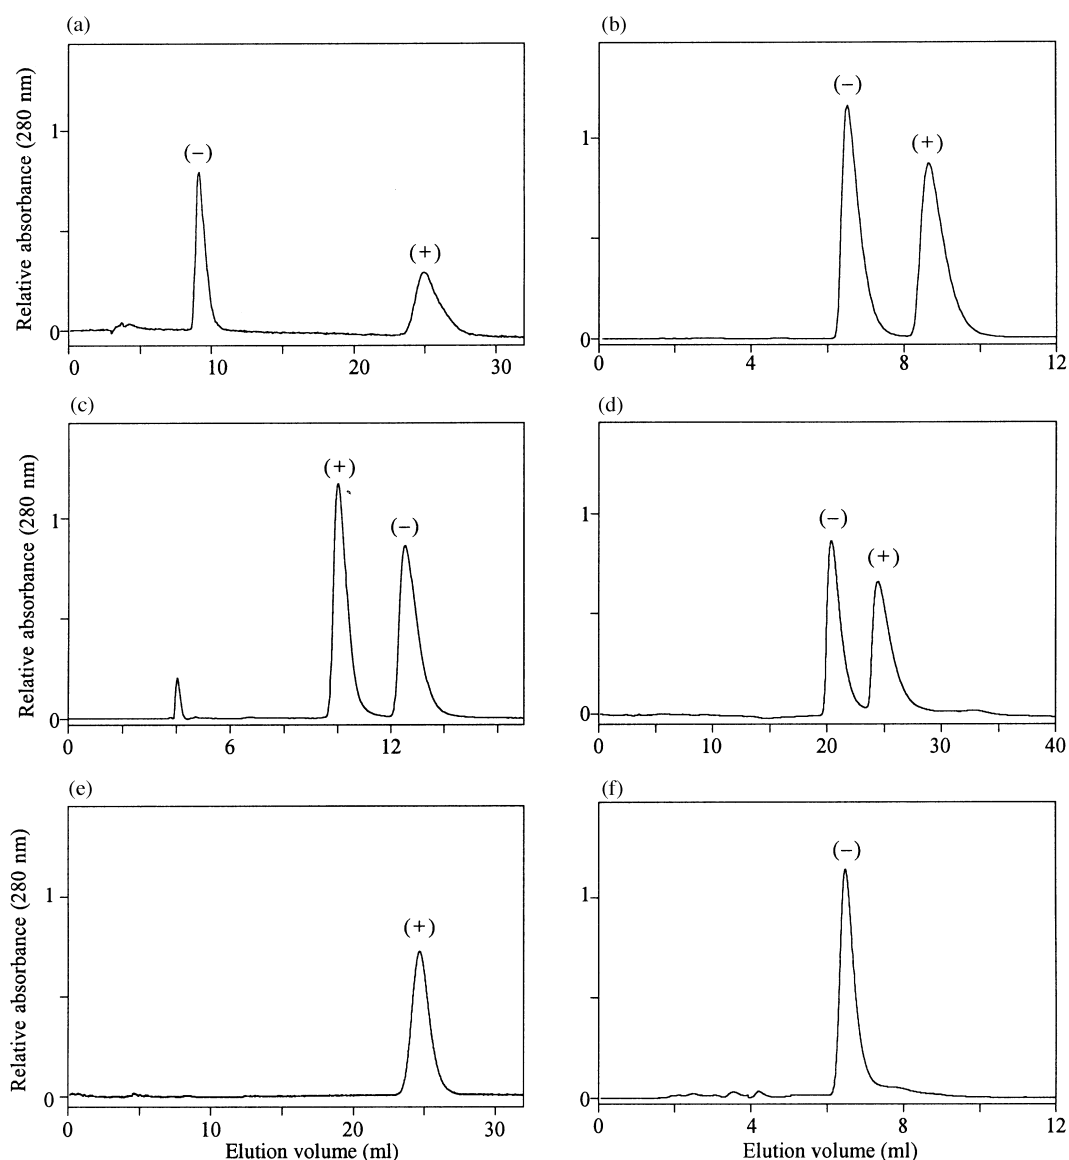 (a)
(b)
Relative absorbance (280 nm)
1
0
(−)
(+)
0 10 20 30
1
0
(−)
(+)
0 4 8 12
(c)
(d)
Relative absorbance (280 nm)
1
0
(+)
(−)
0 6 12
1
0
(−)
(+)
0 10 20 30 40
(e)
(f)
Relative absorbance (280 nm)
1
0
(+)
0 10 20 30
Elution volume (ml)
1
0
(−)
0 4 8 12
Elution volume (ml)